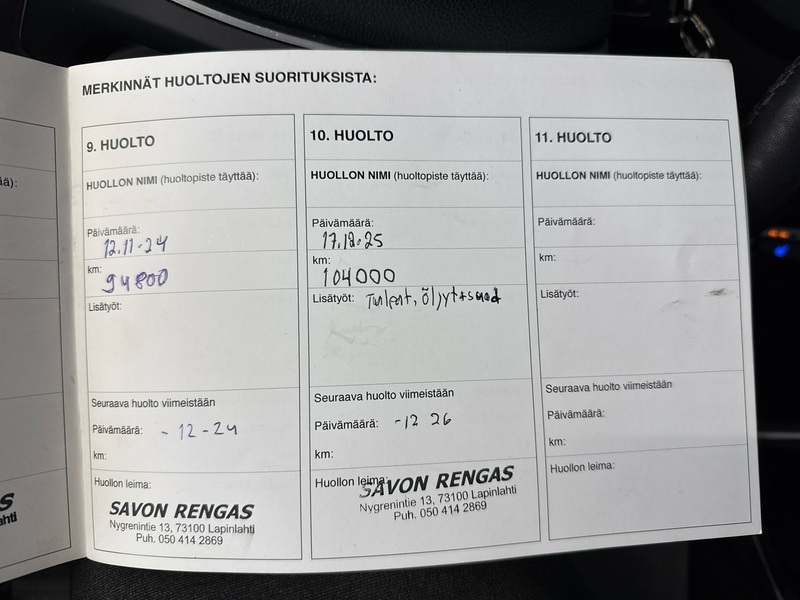 ää):
S
ahti
MERKINNÄT HUOLTOJEN SUORITUKSISTA:
9. HUOLTO
HUOLLON NIMI (huoltopiste täyttää):
Päivämäärä:
12.11-24
km:
94800
Lisätyöt:
Seuraava huolto viimeistään
Päivämäärä: - 12 - 24
km:
Huollon leima:
SAVON RENGAS
Nygrenintie 13, 73100 Lapinlahti
Puh. 050 414 2869
10. HUOLTO
HUOLLON NIMI (huoltopiste täyttää):
Päivämäärä:
17.12.25
km:
104000
Lisätyöt: öljyt+suod
Seuraava huolto viimeistään
Päivämäärä: -12 26
km:
Huollon leima:
SAVON RENGAS
Nygrenintie 13, 73100 Lapinlahti
Puh. 050 414 2869
11. HUOLTO
HUOLLON NIMI (huoltopiste täyttää):
Päivämäärä:
km:
Lisätyöt:
Seuraava huolto viimeistään
Päivämäärä:
km:
Huollon leima: